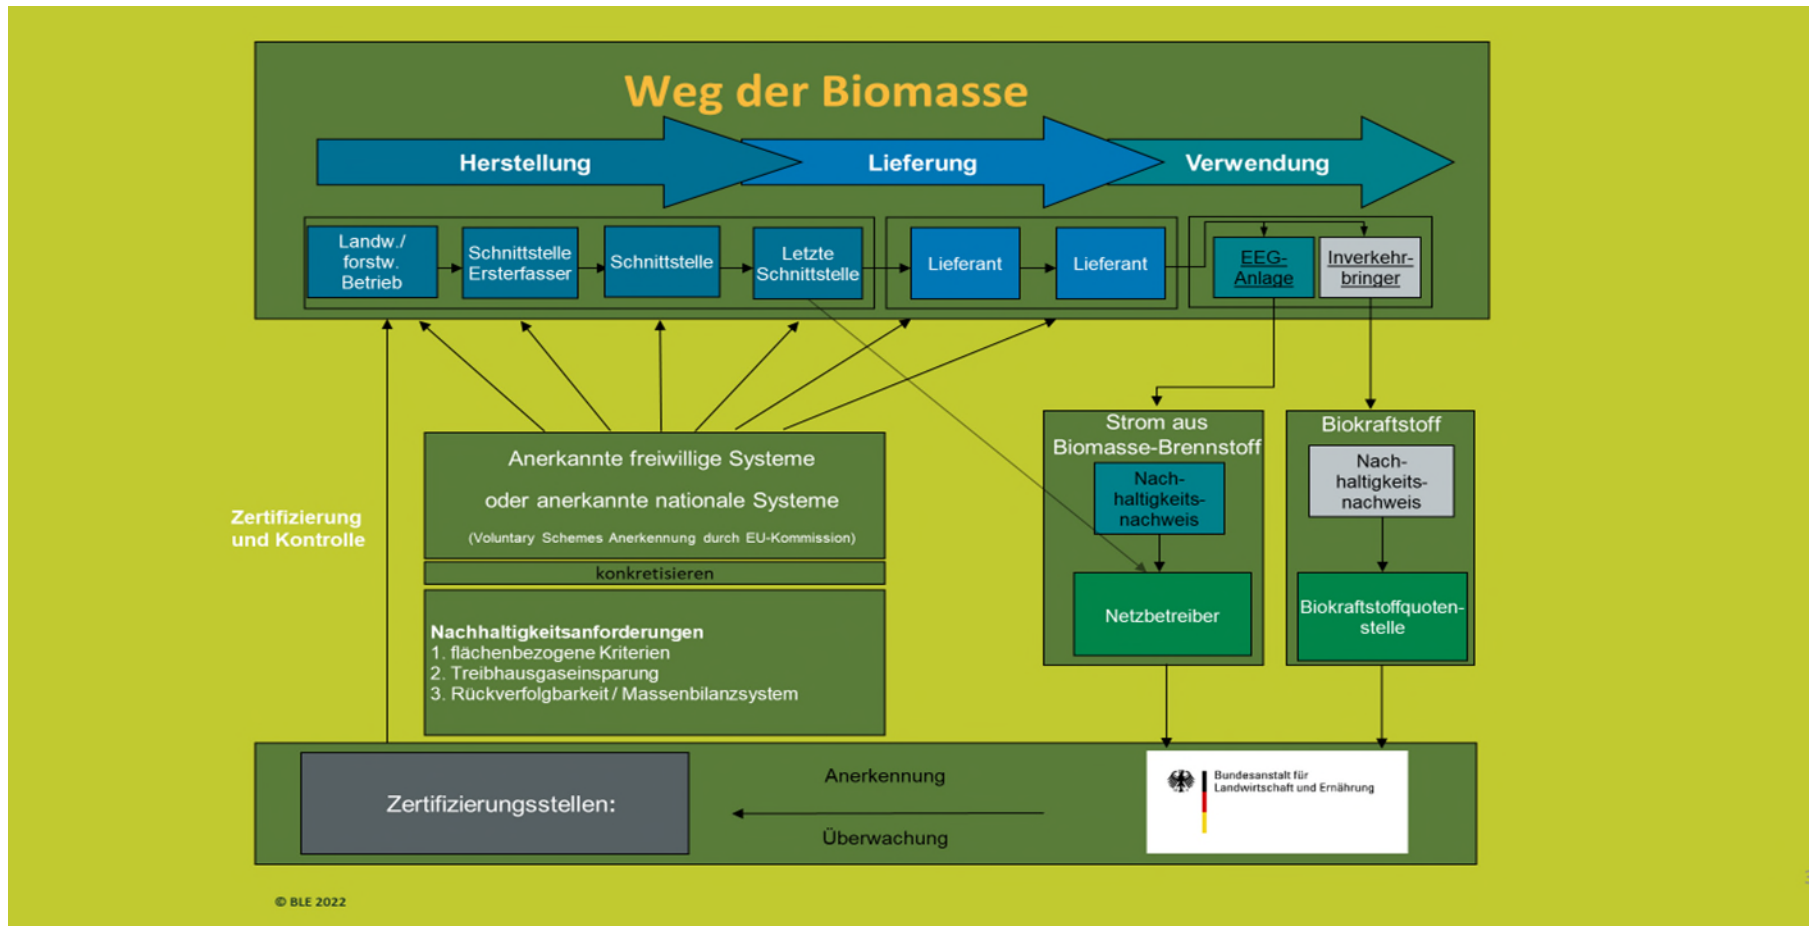 Weg der Biomasse
Herstellung
Lieferung
Verwendung
Landw./
forstw.
Betrieb
Schnittstelle
Ersterfasser
Schnittstelle
Letzte
Schnittstelle
Lieferant
Lieferant
EEG-
Anlage
Inverkehr-
bringer
Anerkannte freiwillige Systeme
oder anerkannte nationale Systeme
(Voluntary Schemes Anerkennung durch EU-Kommission)
konkretisieren
Nachhaltigkeitsanforderungen
1. flächenbezogene Kriterien
2. Treibhausgaseinsparung
3. Rückverfolgbarkeit / Massenbilanzsystem
Zertifizierung
und Kontrolle
Strom aus
Biomasse-Brennstoff
Nach-
haltigkeits-
nachweis
Netzbetreiber
Biokraftstoff
Nach-
haltigkeits-
nachweis
Biokraftstoffquoten-
stelle
Zertifizierungsstellen:
Anerkennung
Überwachung
Bundesanstalt für
Landwirtschaft und Ernährung
© BLE 2022